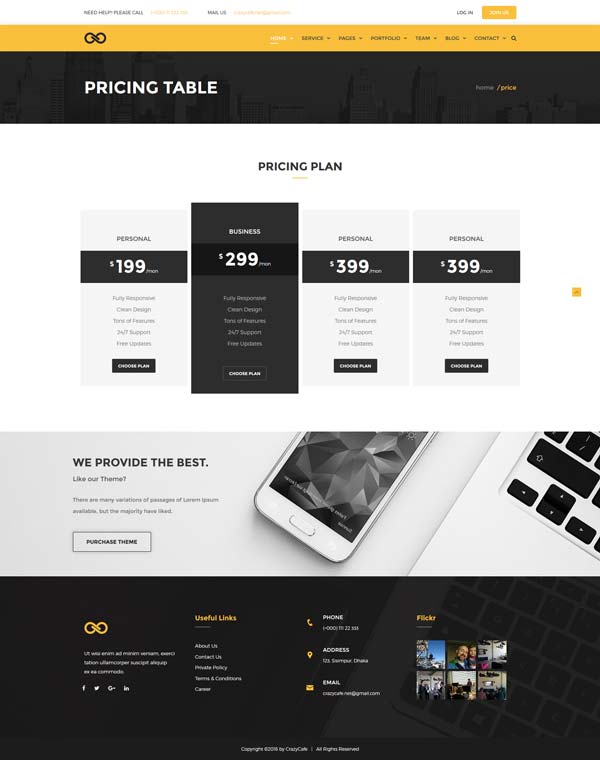 NEED HELP? PLEASE CALL (+000) 111 222 333 MAIL US crazycafe.net@gmail.com LOG IN JOIN US
HOME SERVICE PAGES PORTFOLIO TEAM BLOG CONTACT
PRICING TABLE
home / price
PRICING PLAN
PERSONAL
$199/mon
Fully Responsive
Clean Design
Tons of Features
24/7 Support
Free Updates
CHOOSE PLAN
BUSINESS
$299/mon
Fully Responsive
Clean Design
Tons of Features
24/7 Support
Free Updates
CHOOSE PLAN
PERSONAL
$399/mon
Fully Responsive
Clean Design
Tons of Features
24/7 Support
Free Updates
CHOOSE PLAN
PERSONAL
$399/mon
Fully Responsive
Clean Design
Tons of Features
24/7 Support
Free Updates
CHOOSE PLAN
WE PROVIDE THE BEST.
Like our Theme?
There are many variations of passages of Lorem Ipsum
available, but the majority have liked.
PURCHASE THEME
Ut wisi enim ad minim veniam, exerci
tation ullamcorper suscipit aliquip
ex ea commodo.
Useful Links
About Us
Contact Us
Private Policy
Terms & Conditions
Career
PHONE
(+000) 111 22 333
ADDRESS
123, Ssimpur, Dhaka
EMAIL
crazycafe.net@gmail.com
Flickr
Copyright ©2016 by CrazyCafe | All Rights Reserved